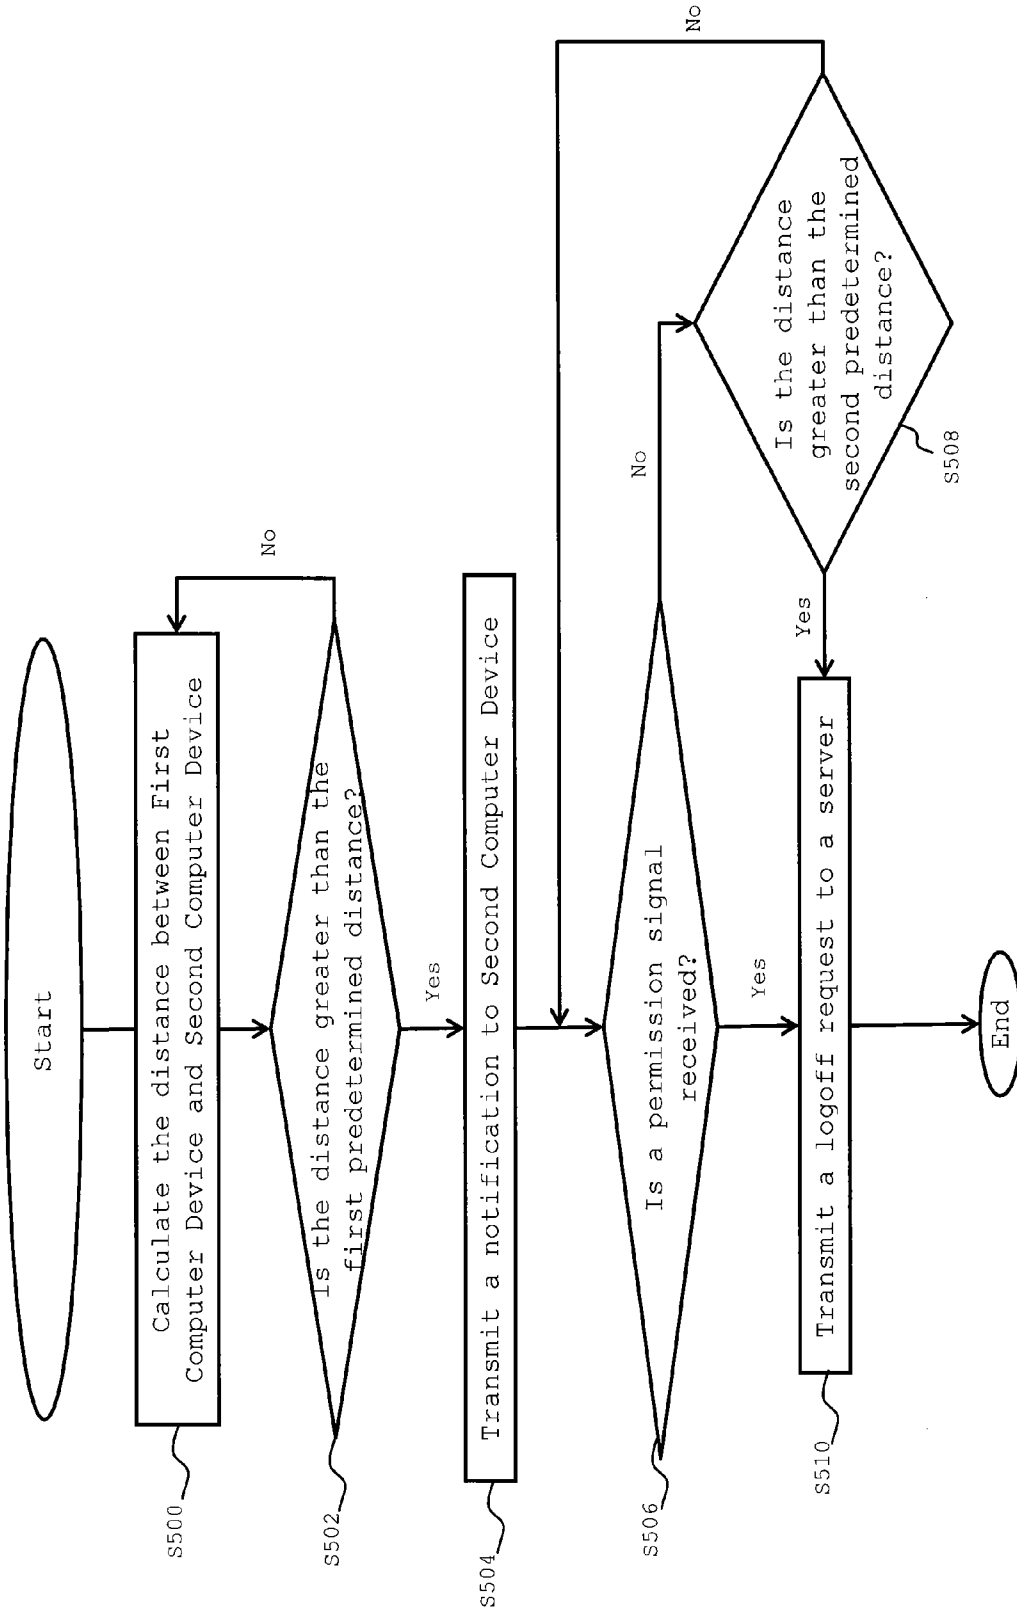 Start
S500
Calculate the distance between First
Computer Device and Second Computer Device
S502
Is the distance greater than the
first predetermined distance?
No
Yes
S504
Transmit a notification to Second Computer Device
S506
Is a permission signal
received?
No
Yes
Is the distance
greater than the
second predetermined
distance?
S508
No
Yes
S510
Transmit a logoff request to a server
End